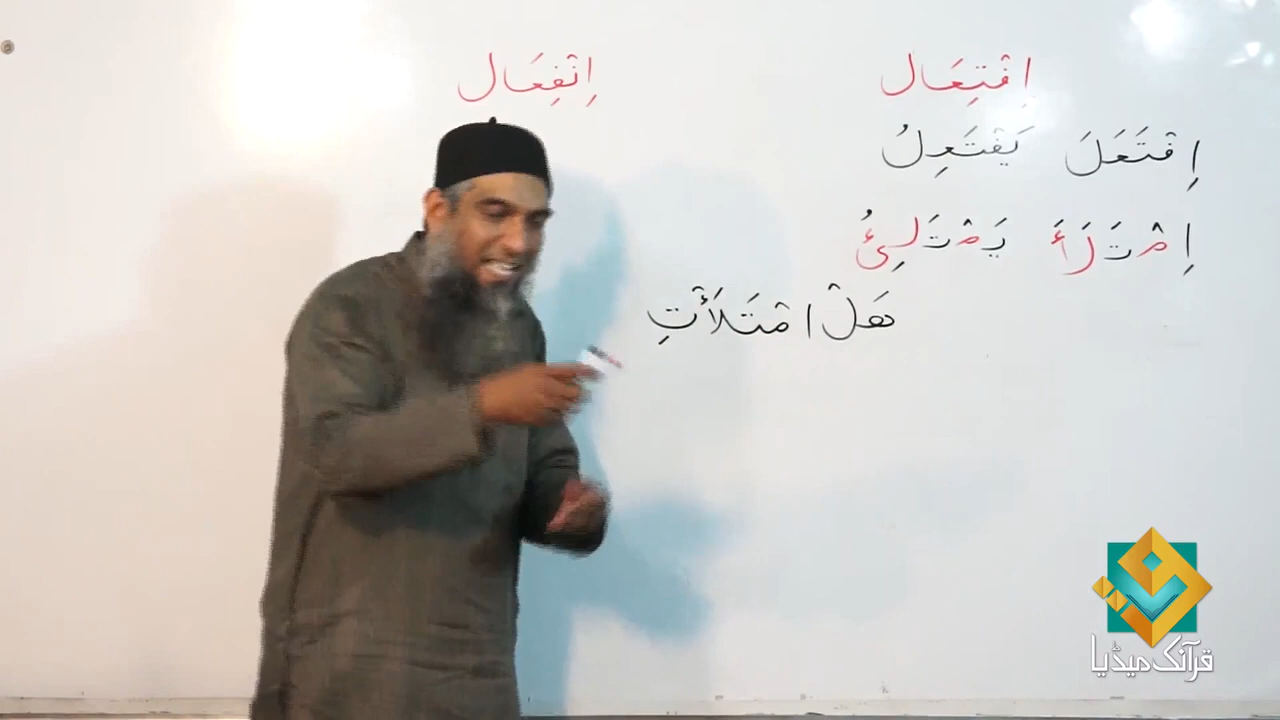 اِفْتِعَال اِنْفِعَال
اِفْتَعَلَ يَفْتَعِلُ
اِمْتَلَأَ يَمْتَلِئُ
هَلْ امْتَلَأْتِ
قرآنک میڈیا